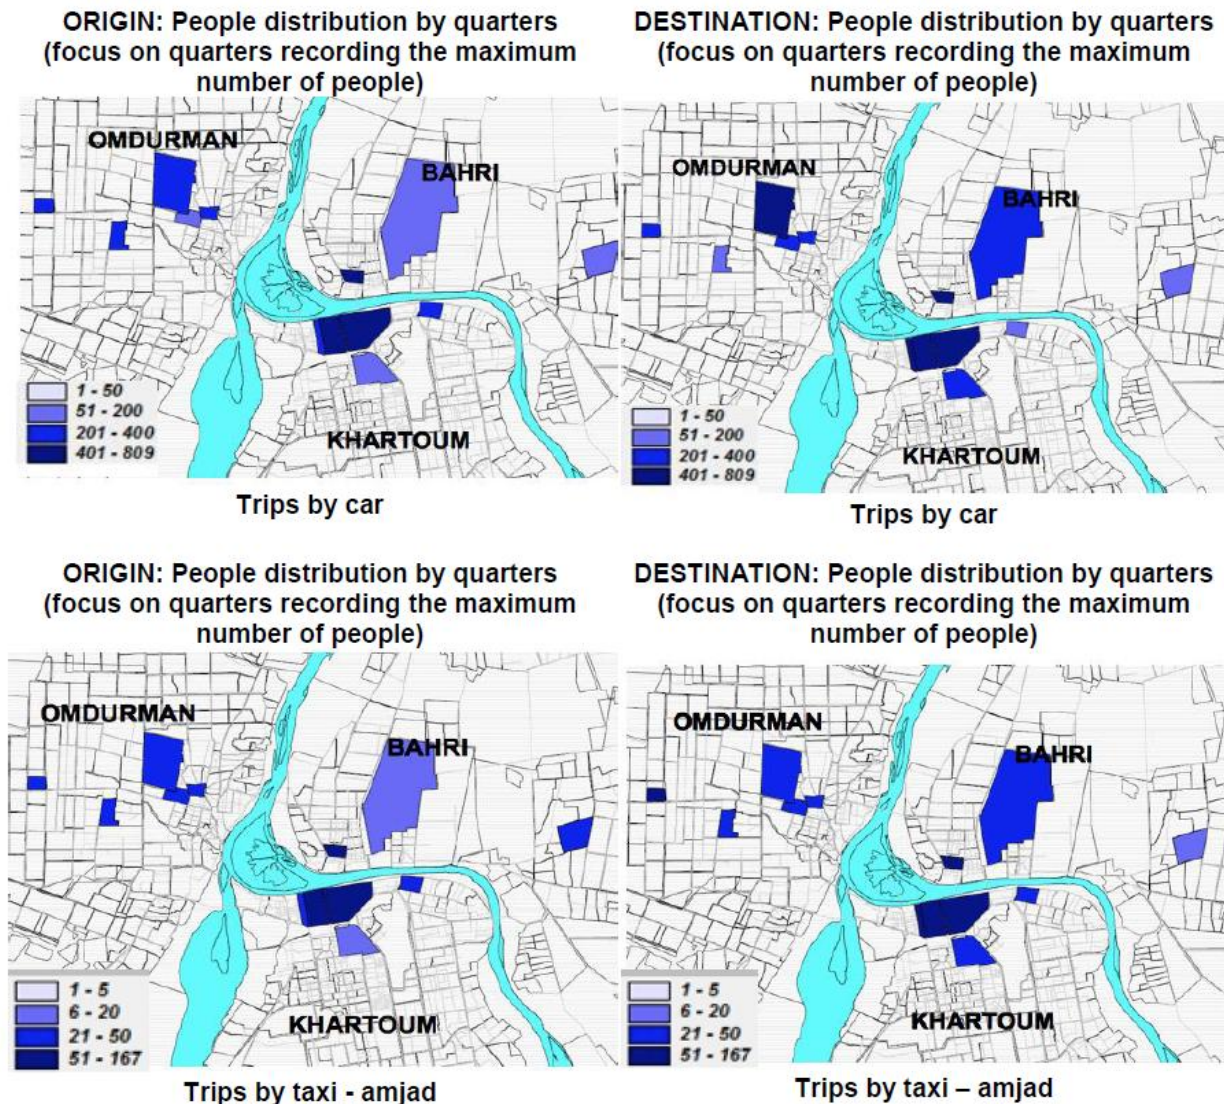 ORIGIN: People distribution by quarters
(focus on quarters recording the maximum
number of people)
OMDURMAN
BAHRI
KHARTOUM
1 - 50
51 - 200
201 - 400
401 - 809
Trips by car
DESTINATION: People distribution by quarters
(focus on quarters recording the maximum
number of people)
OMDURMAN
BAHRI
KHARTOUM
1 - 50
51 - 200
201 - 400
401 - 809
Trips by car
ORIGIN: People distribution by quarters
(focus on quarters recording the maximum
number of people)
OMDURMAN
BAHRI
KHARTOUM
1 - 5
6 - 20
21 - 50
51 - 167
Trips by taxi - amjad
DESTINATION: People distribution by quarters
(focus on quarters recording the maximum
number of people)
OMDURMAN
BAHRI
KHARTOUM
1 - 5
6 - 20
21 - 50
51 - 167
Trips by taxi – amjad